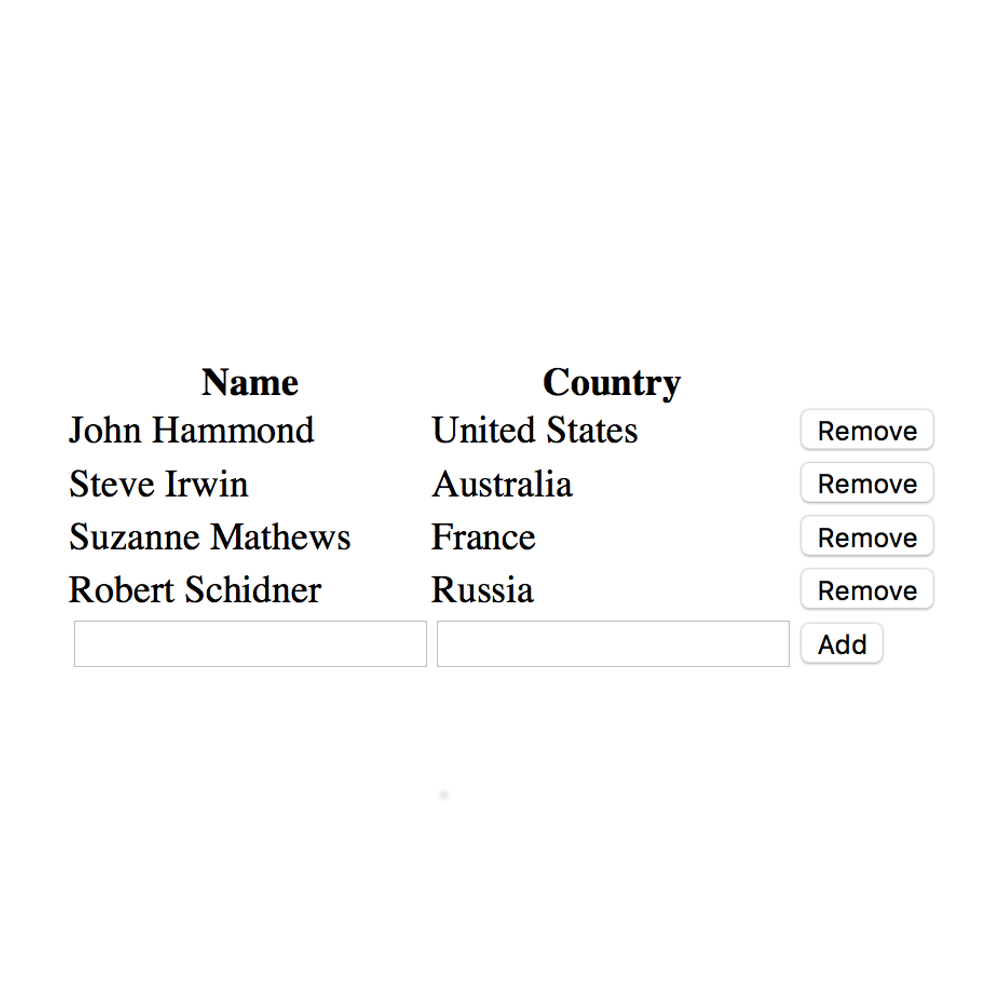 Name Country
John Hammond United States Remove
Steve Irwin Australia Remove
Suzanne Mathews France Remove
Robert Schidner Russia Remove
Add